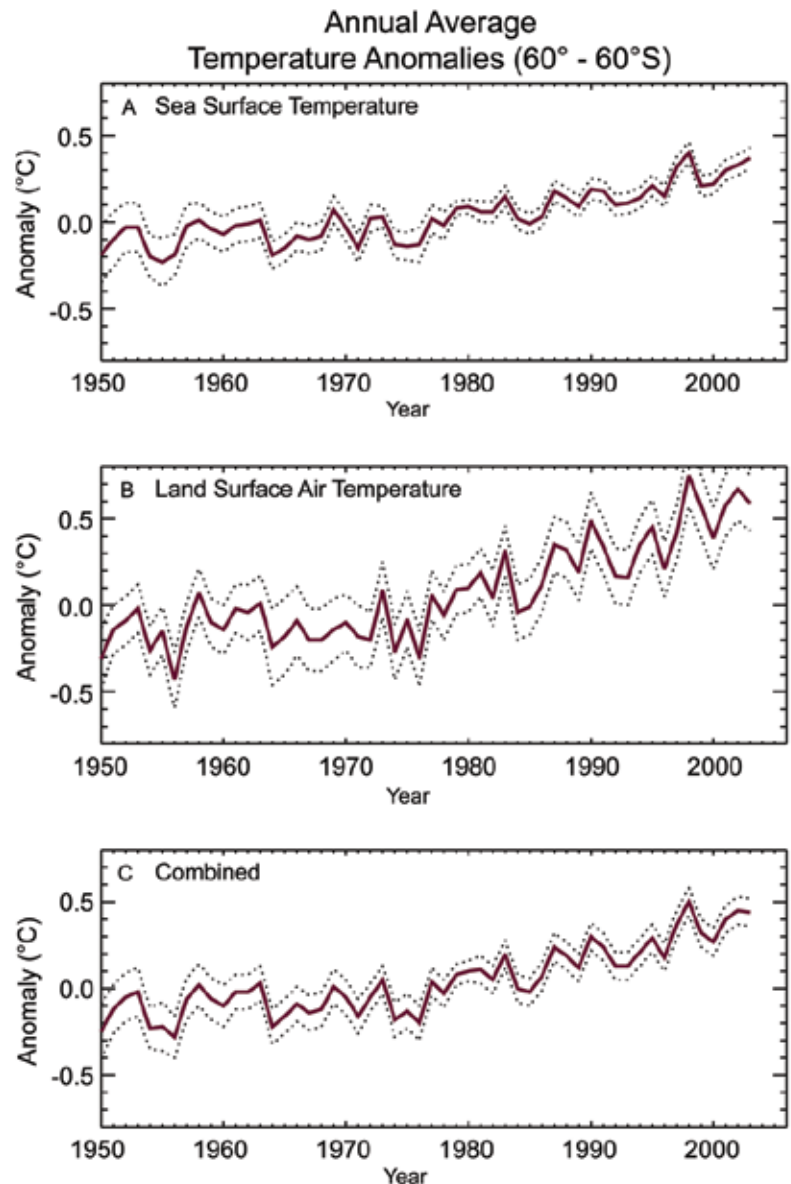 Annual Average
Temperature Anomalies (60° - 60°S)
A Sea Surface Temperature
Anomaly (°C)
0.5
0.0
-0.5
1950 1960 1970 1980 1990 2000
Year
B Land Surface Air Temperature
Anomaly (°C)
0.5
0.0
-0.5
1950 1960 1970 1980 1990 2000
Year
C Combined
Anomaly (°C)
0.5
0.0
-0.5
1950 1960 1970 1980 1990 2000
Year